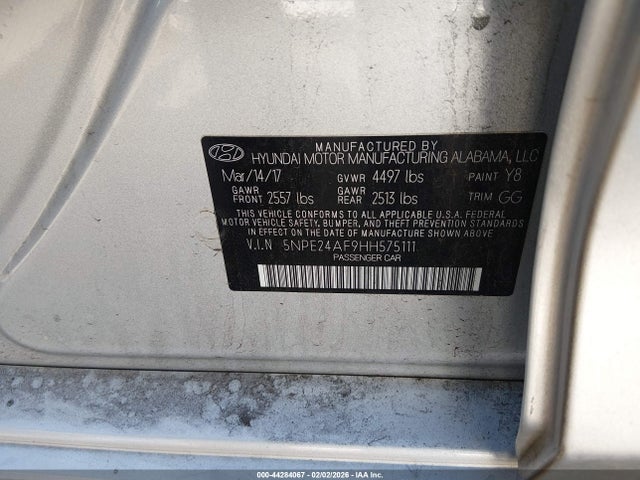 MANUFACTURED BY
HYUNDAI MOTOR MANUFACTURING ALABAMA, LLC
Mar/14/17 GVWR 4497 lbs PAINT Y8
GAWR FRONT 2557 lbs GAWR REAR 2513 lbs TRIM GG
THIS VEHICLE CONFORMS TO ALL APPLICABLE U.S.A. FEDERAL
MOTOR VEHICLE SAFETY, BUMPER, AND THEFT PREVENTION STANDARDS
IN EFFECT ON THE DATE OF MANUFACTURE SHOWN ABOVE.
V.I.N 5NPE24AF9HH575111
PASSENGER CAR
000-44284067 - 02/02/2026 - IAAI Inc. Copyright